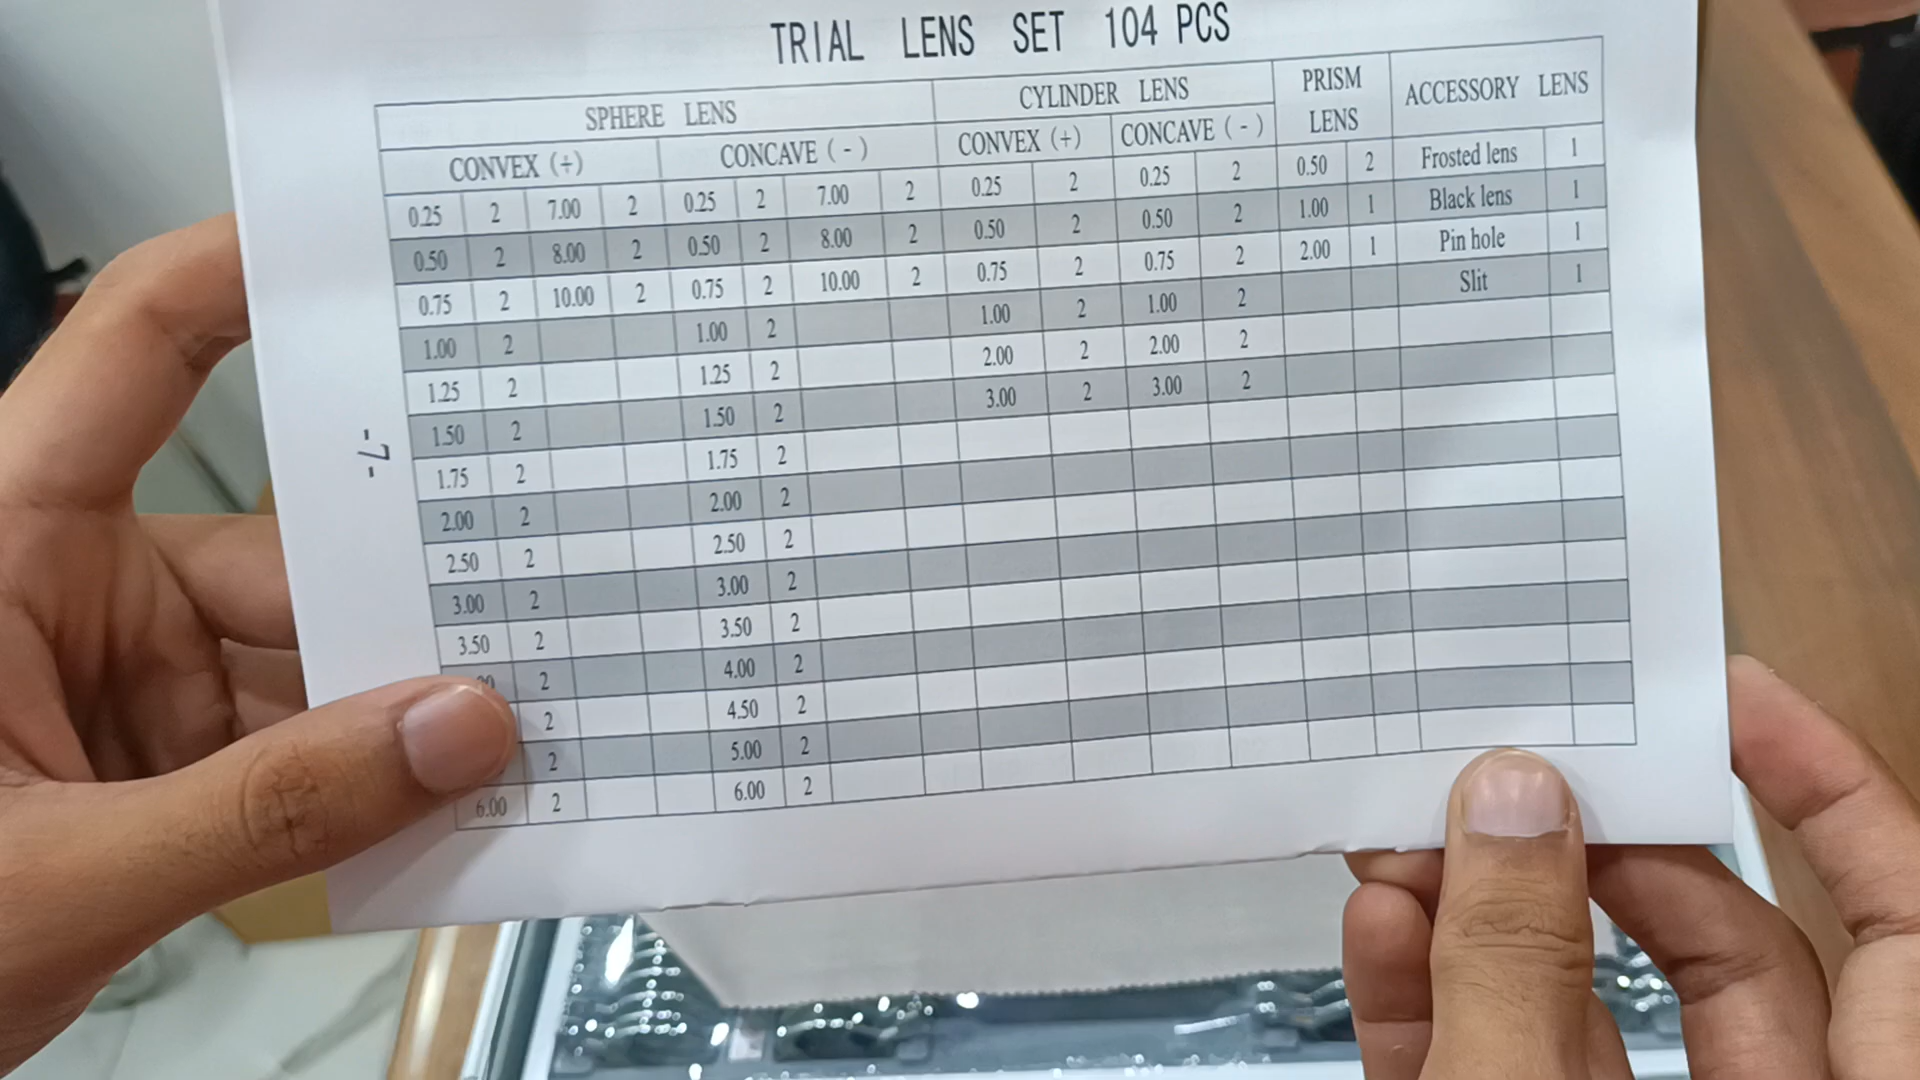 TRIAL LENS SET 104 PCS
SPHERE LENS CYLINDER LENS PRISM LENS ACCESSORY LENS
CONVEX (+) CONCAVE (-) CONVEX (+) CONCAVE (-)
0.25 2 7.00 2 0.25 2 7.00 2 0.25 2 0.25 2 0.50 2 Frosted lens 1
0.50 2 8.00 2 0.50 2 8.00 2 0.50 2 0.50 2 1.00 1 Black lens 1
0.75 2 10.00 2 0.75 2 10.00 2 0.75 2 0.75 2 2.00 1 Pin hole 1
1.00 2 1.00 2 1.00 2 1.00 2 Slit 1
1.25 2 1.25 2 2.00 2 2.00 2
1.50 2 1.50 2 3.00 2 3.00 2
1.75 2 1.75 2
2.00 2 2.00 2
2.50 2 2.50 2
3.00 2 3.00 2
3.50 2 3.50 2
2 4.00 2
2 4.50 2
2 5.00 2
6.00 2 6.00 2
-7-